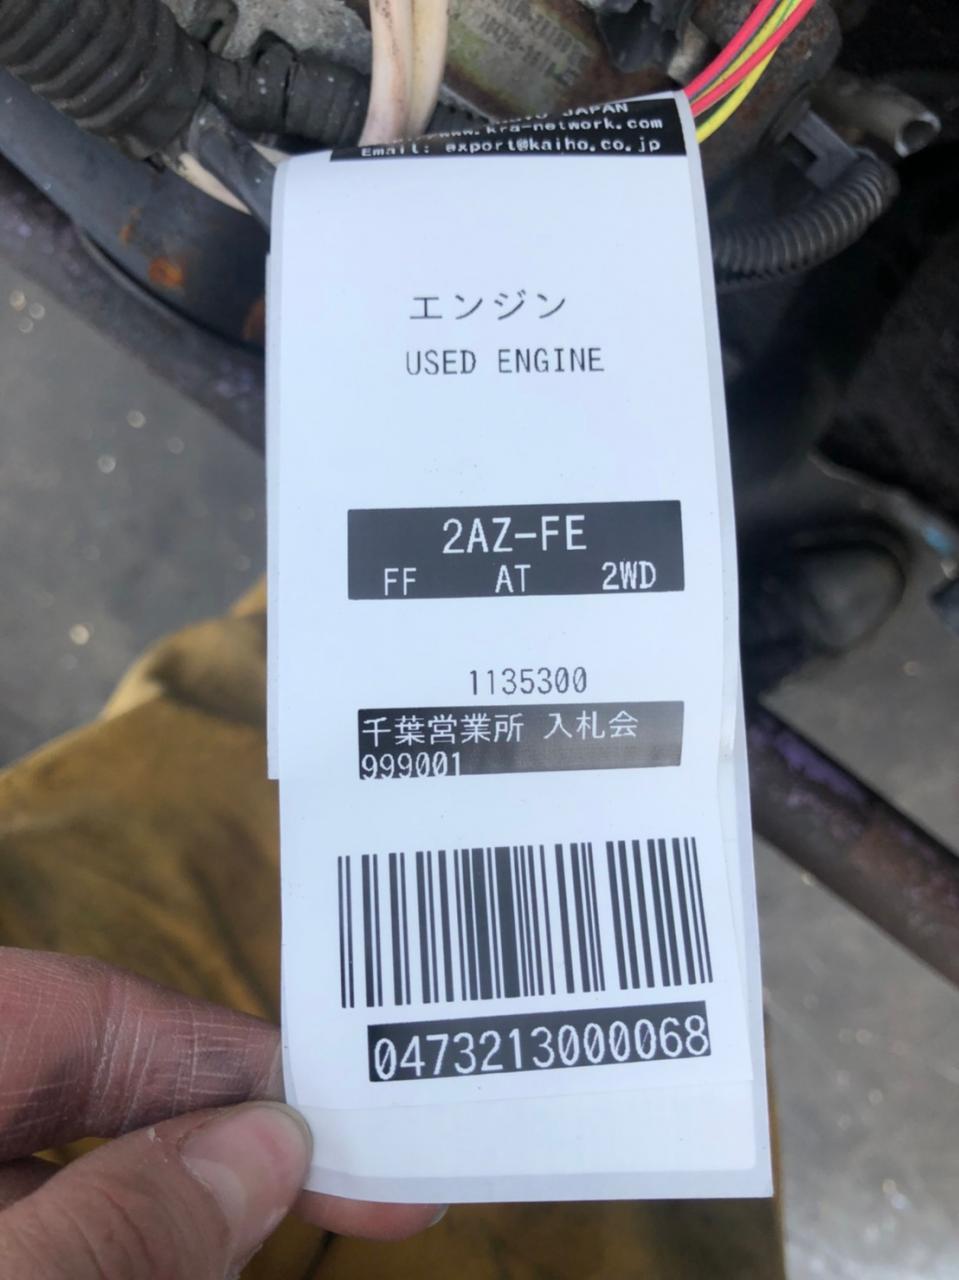 JAPAN
www.kra-network.com
Email: export@kaiho.co.jp
エンジン
USED ENGINE
2AZ-FE
FF AT 2WD
1135300
千葉営業所 入札会
999001
0473213000068